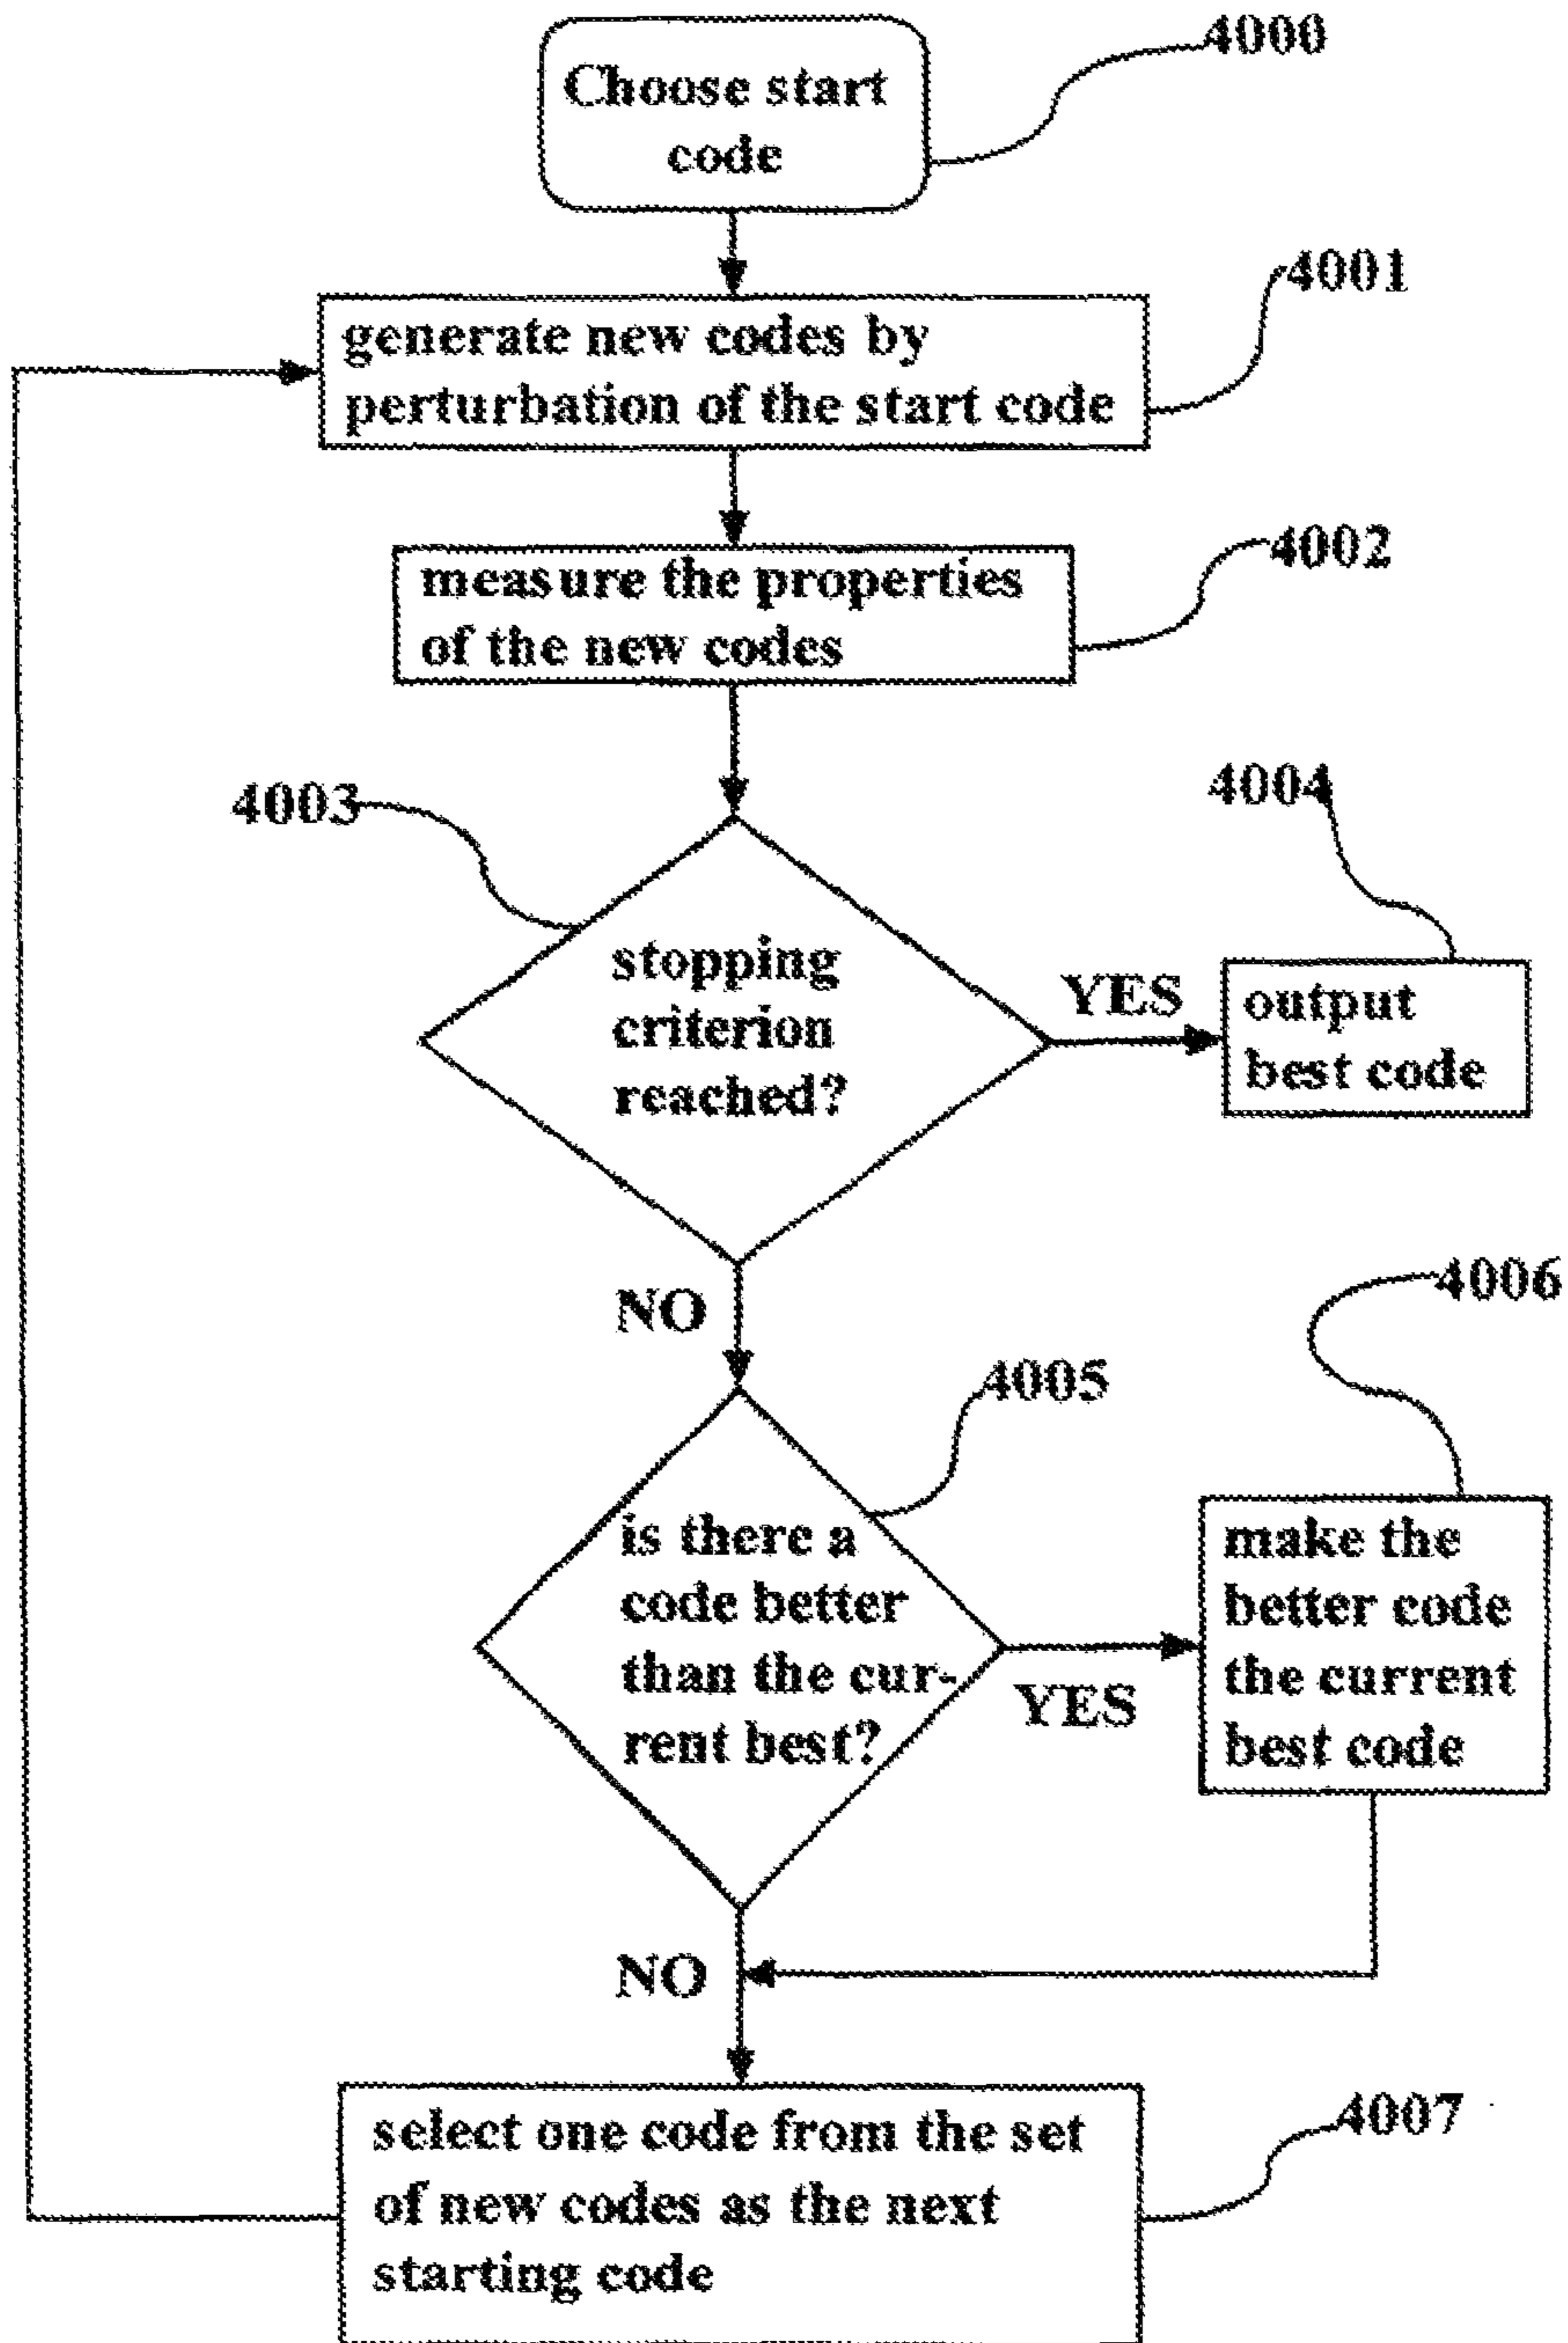 Choose start
code
4000
4001
generate new codes by
perturbation of the start code
4002
measure the properties
of the new codes
4003
4004
stopping
criterion
reached?
YES
output
best code
NO
4006
4005
is there a
code better
than the cur-
rent best?
YES
make the
better code
the current
best code
NO
4007
select one code from the set
of new codes as the next
starting code